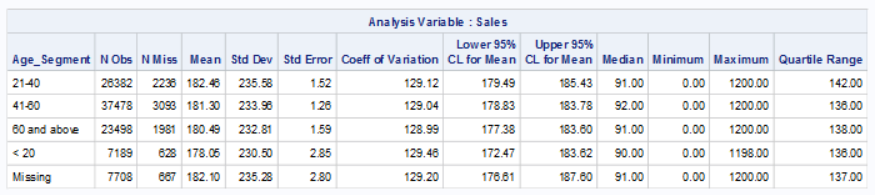 Analysis Variable : Sales
Lower 95% Upper 95%
Age_Segment N Obs N Miss Mean Std Dev Std Error Coeff of Variation CL for Mean CL for Mean Median Minimum Maximum Quartile Range
21-40 26382 2236 182.46 235.58 1.52 129.12 179.49 185.43 91.00 0.00 1200.00 142.00
41-60 37478 3093 181.30 233.96 1.26 129.04 178.83 183.78 92.00 0.00 1200.00 136.00
60 and above 23498 1981 180.49 232.81 1.59 128.99 177.38 183.60 91.00 0.00 1200.00 138.00
< 20 7189 628 178.05 230.50 2.85 129.46 172.47 183.62 90.00 0.00 1198.00 136.00
Missing 7708 667 182.10 235.28 2.80 129.20 176.61 187.60 91.00 0.00 1200.00 137.00